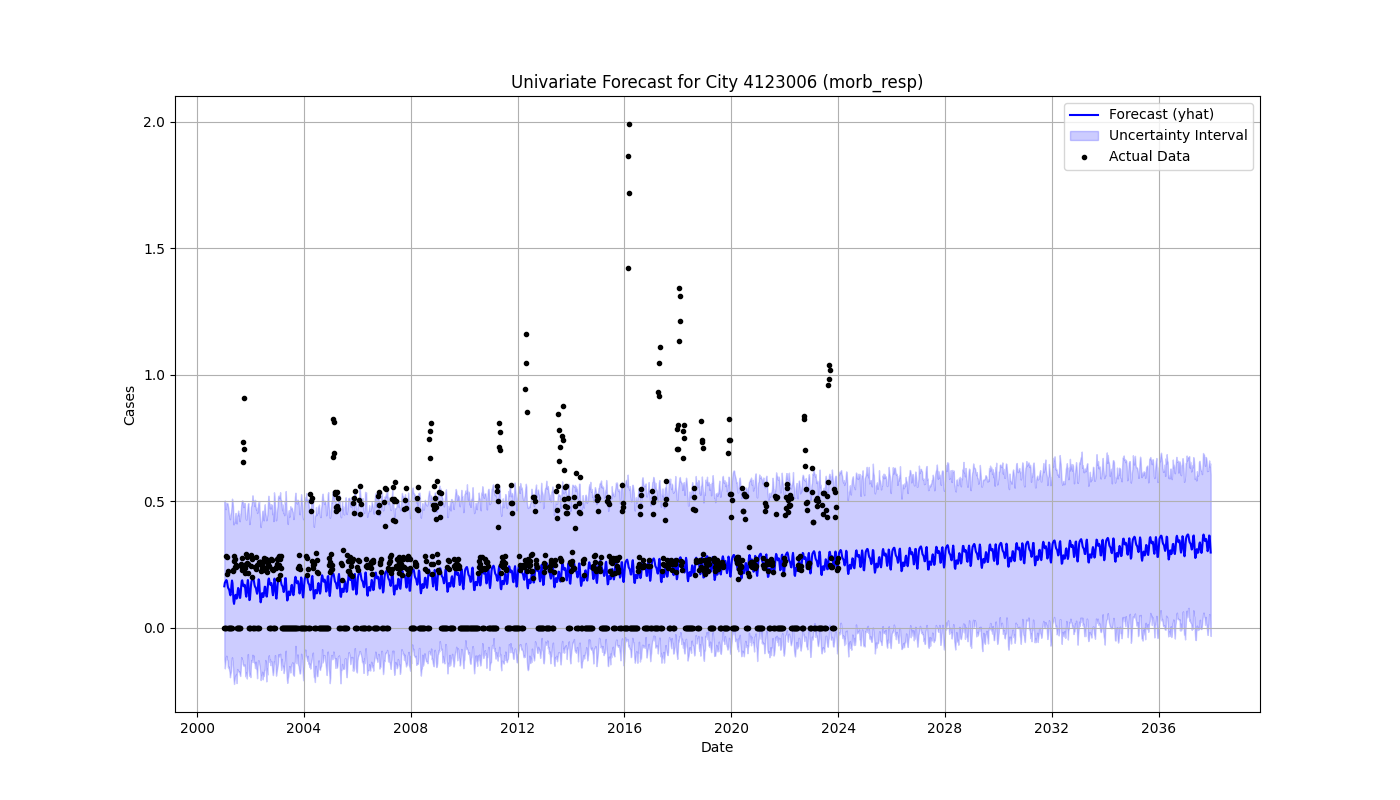 Univariate Forecast for City 4123006 (morb_resp)
Forecast (yhat)
Uncertainty Interval
Actual Data
Cases
2.0
1.5
1.0
0.5
0.0
2000 2004 2008 2012 2016 2020 2024 2028 2032 2036
Date